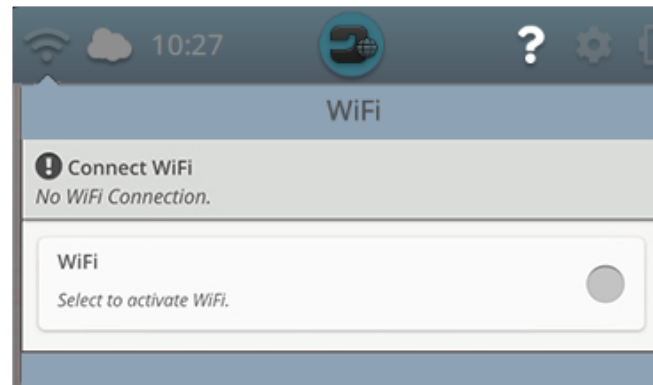 10:27
?
WiFi
Connect WiFi
No WiFi Connection.
WiFi
Select to activate WiFi.